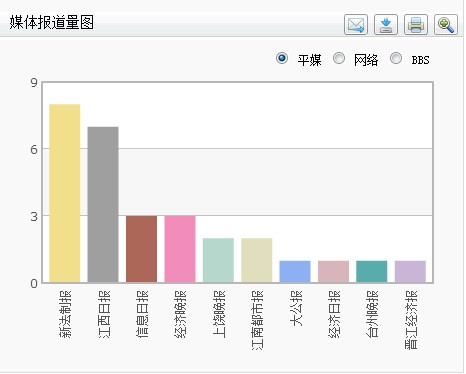 媒体报道量图
平媒 网络 BBS
9
6
3
0
新法制报
江西日报
信息日报
经济晚报
上饶晚报
江南都市报
大公报
经济日报
台州晚报
晋江经济报